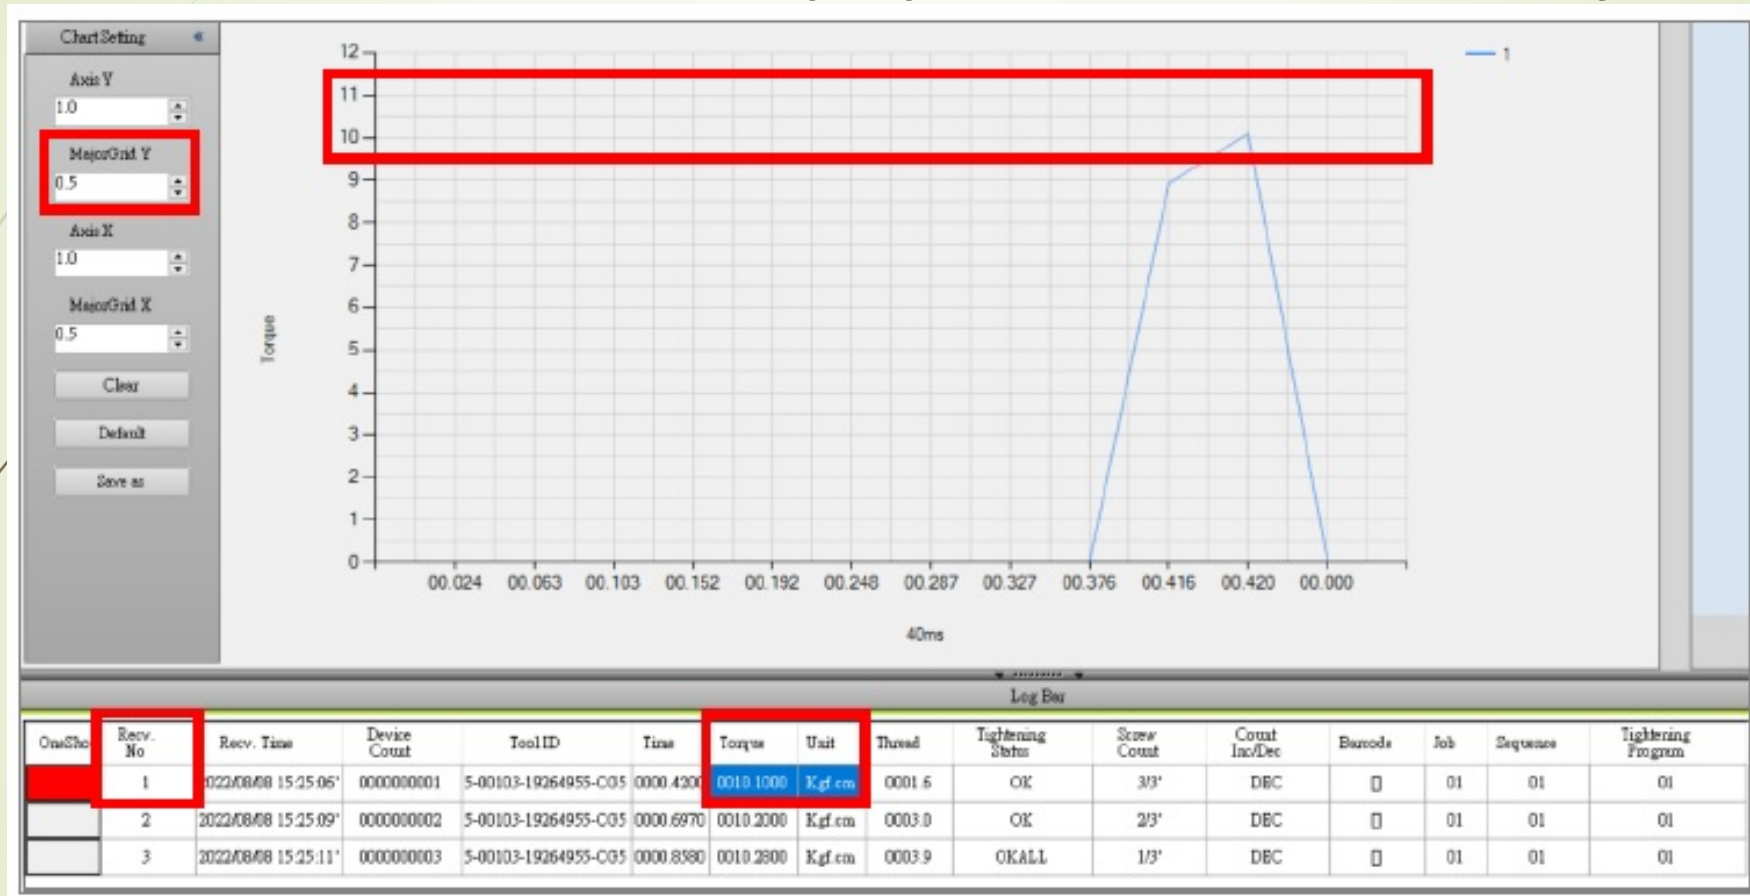 Chart Setting
Axis Y
1.0
MajorGrid Y
0.5
Axis X
1.0
MajorGrid X
0.5
Clear
Default
Save as
12
11
10
9
8
7
6
5
4
3
2
1
0
Torque
00.024 00.063 00.103 00.152 00.192 00.248 00.287 00.327 00.376 00.416 00.420 00.000
40ms
1
Log Bar
OneSho Recv. No Recv. Time Device Count Tool ID Time Torque Unit Thread Tightening Status Screw Count Count Inc/Dec Barcode Job Sequence Tightening Program
1 2022/08/08 15:25:06' 0000000001 5-00103-19264955-CG5 0000.4200 0010.1000 Kgf.cm 0001.6 OK 3/3' DEC 01 01 01
2 2022/08/08 15:25:09' 0000000002 5-00103-19264955-CG5 0000.6970 0010.2000 Kgf.cm 0003.0 OK 2/3' DEC 01 01 01
3 2022/08/08 15:25:11' 0000000003 5-00103-19264955-CG5 0000.8580 0010.2800 Kgf.cm 0003.9 OKALL 1/3' DEC 01 01 01